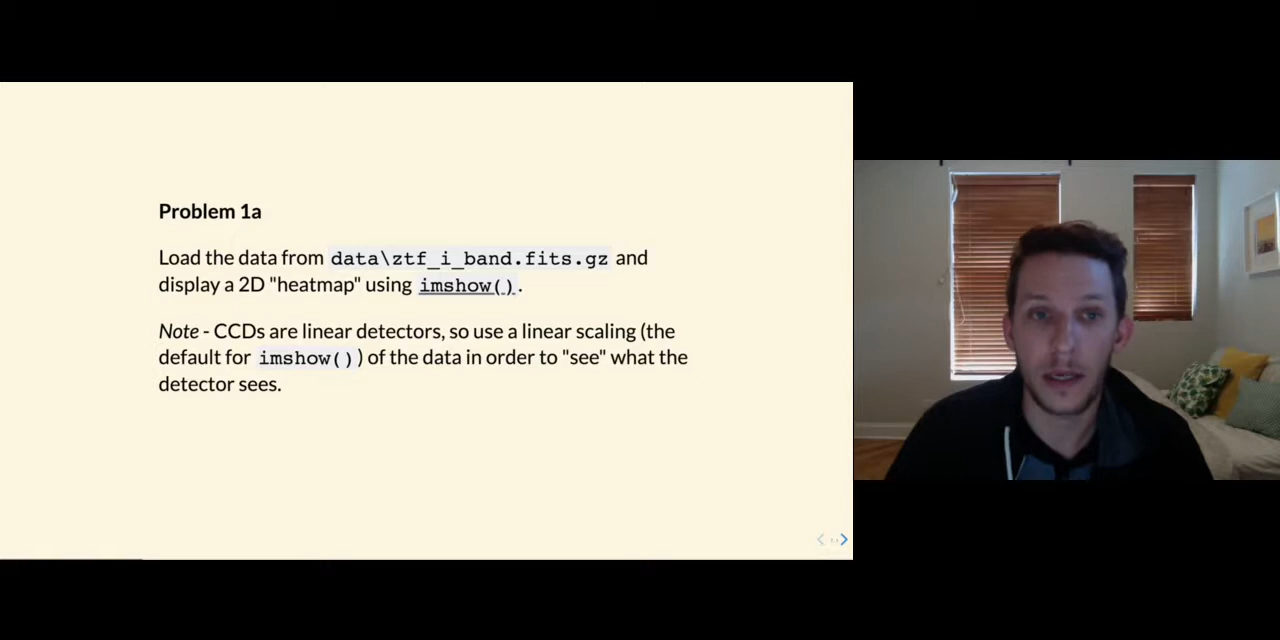 Problem 1a
Load the data from data\ztf_i_band.fits.gz and
display a 2D "heatmap" using imshow().
Note - CCDs are linear detectors, so use a linear scaling (the
default for imshow()) of the data in order to "see" what the
detector sees.